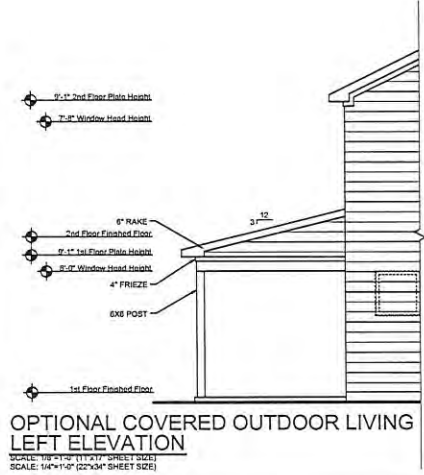 9'-1" 2nd Floor Plate Height
7'-8" Window Head Height
12
3
6" RAKE
2nd Floor Finished Floor
9'-1" 1st Floor Plate Height
8'-0" Window Head Height
4" FRIEZE
6X6 POST
1st Floor Finished Floor
OPTIONAL COVERED OUTDOOR LIVING
LEFT ELEVATION
SCALE: 1/8"=1'-0" (11"x17" SHEET SIZE)
SCALE: 1/4"=1'-0" (22"x34" SHEET SIZE)